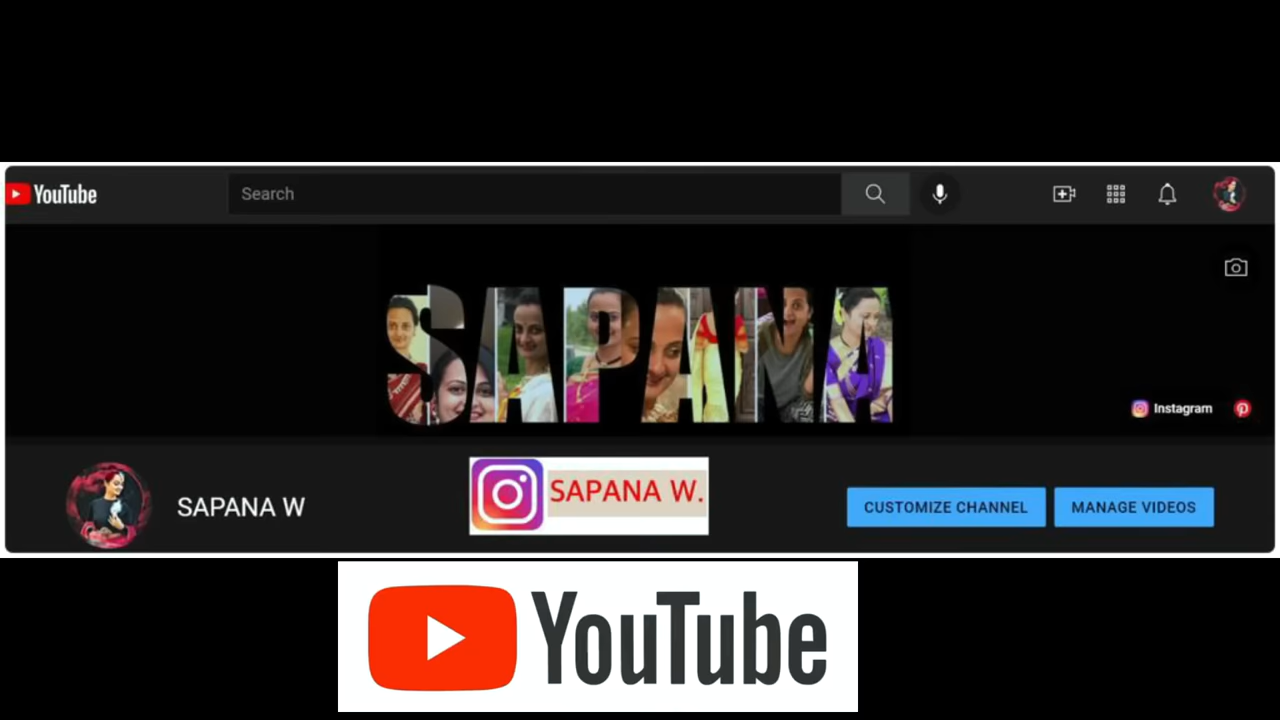 YouTube
Search
SAPANA
Instagram
SAPANA W
SAPANA W.
CUSTOMIZE CHANNEL
MANAGE VIDEOS
YouTube